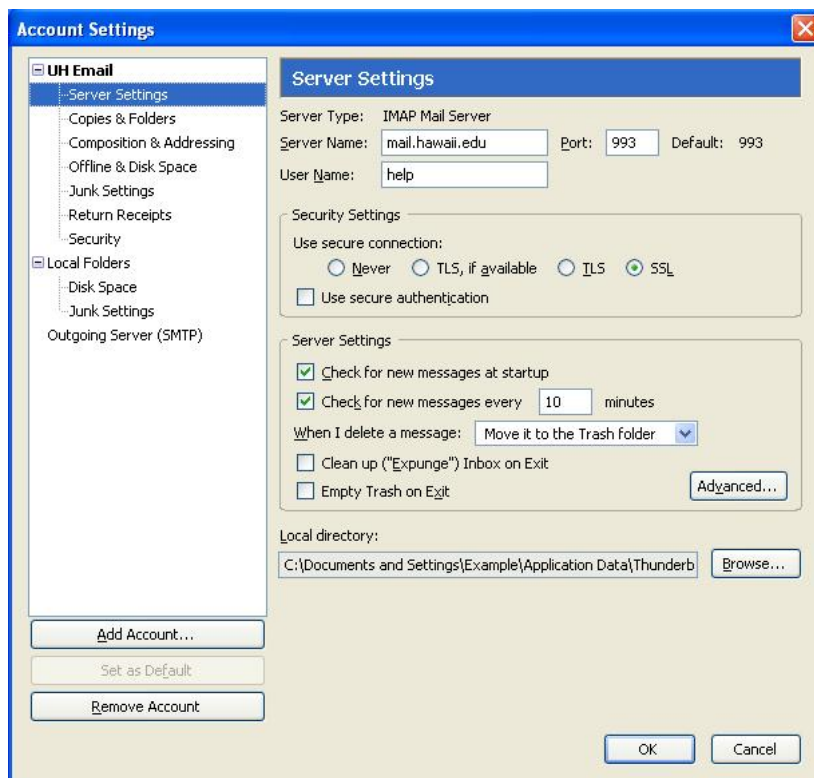 Account Settings
UH Email
Server Settings
Copies & Folders
Composition & Addressing
Offline & Disk Space
Junk Settings
Return Receipts
Security
Local Folders
Disk Space
Junk Settings
Outgoing Server (SMTP)
Add Account...
Set as Default
Remove Account
Server Settings
Server Type: IMAP Mail Server
Server Name: mail.hawaii.edu Port: 993 Default: 993
User Name: help
Security Settings
Use secure connection:
Never TLS, if available TLS SSL
Use secure authentication
Server Settings
Check for new messages at startup
Check for new messages every 10 minutes
When I delete a message: Move it to the Trash folder
Clean up ("Expunge") Inbox on Exit
Empty Trash on Exit
Advanced...
Local directory:
C:\Documents and Settings\Example\Application Data\Thunderb Browse...
OK Cancel